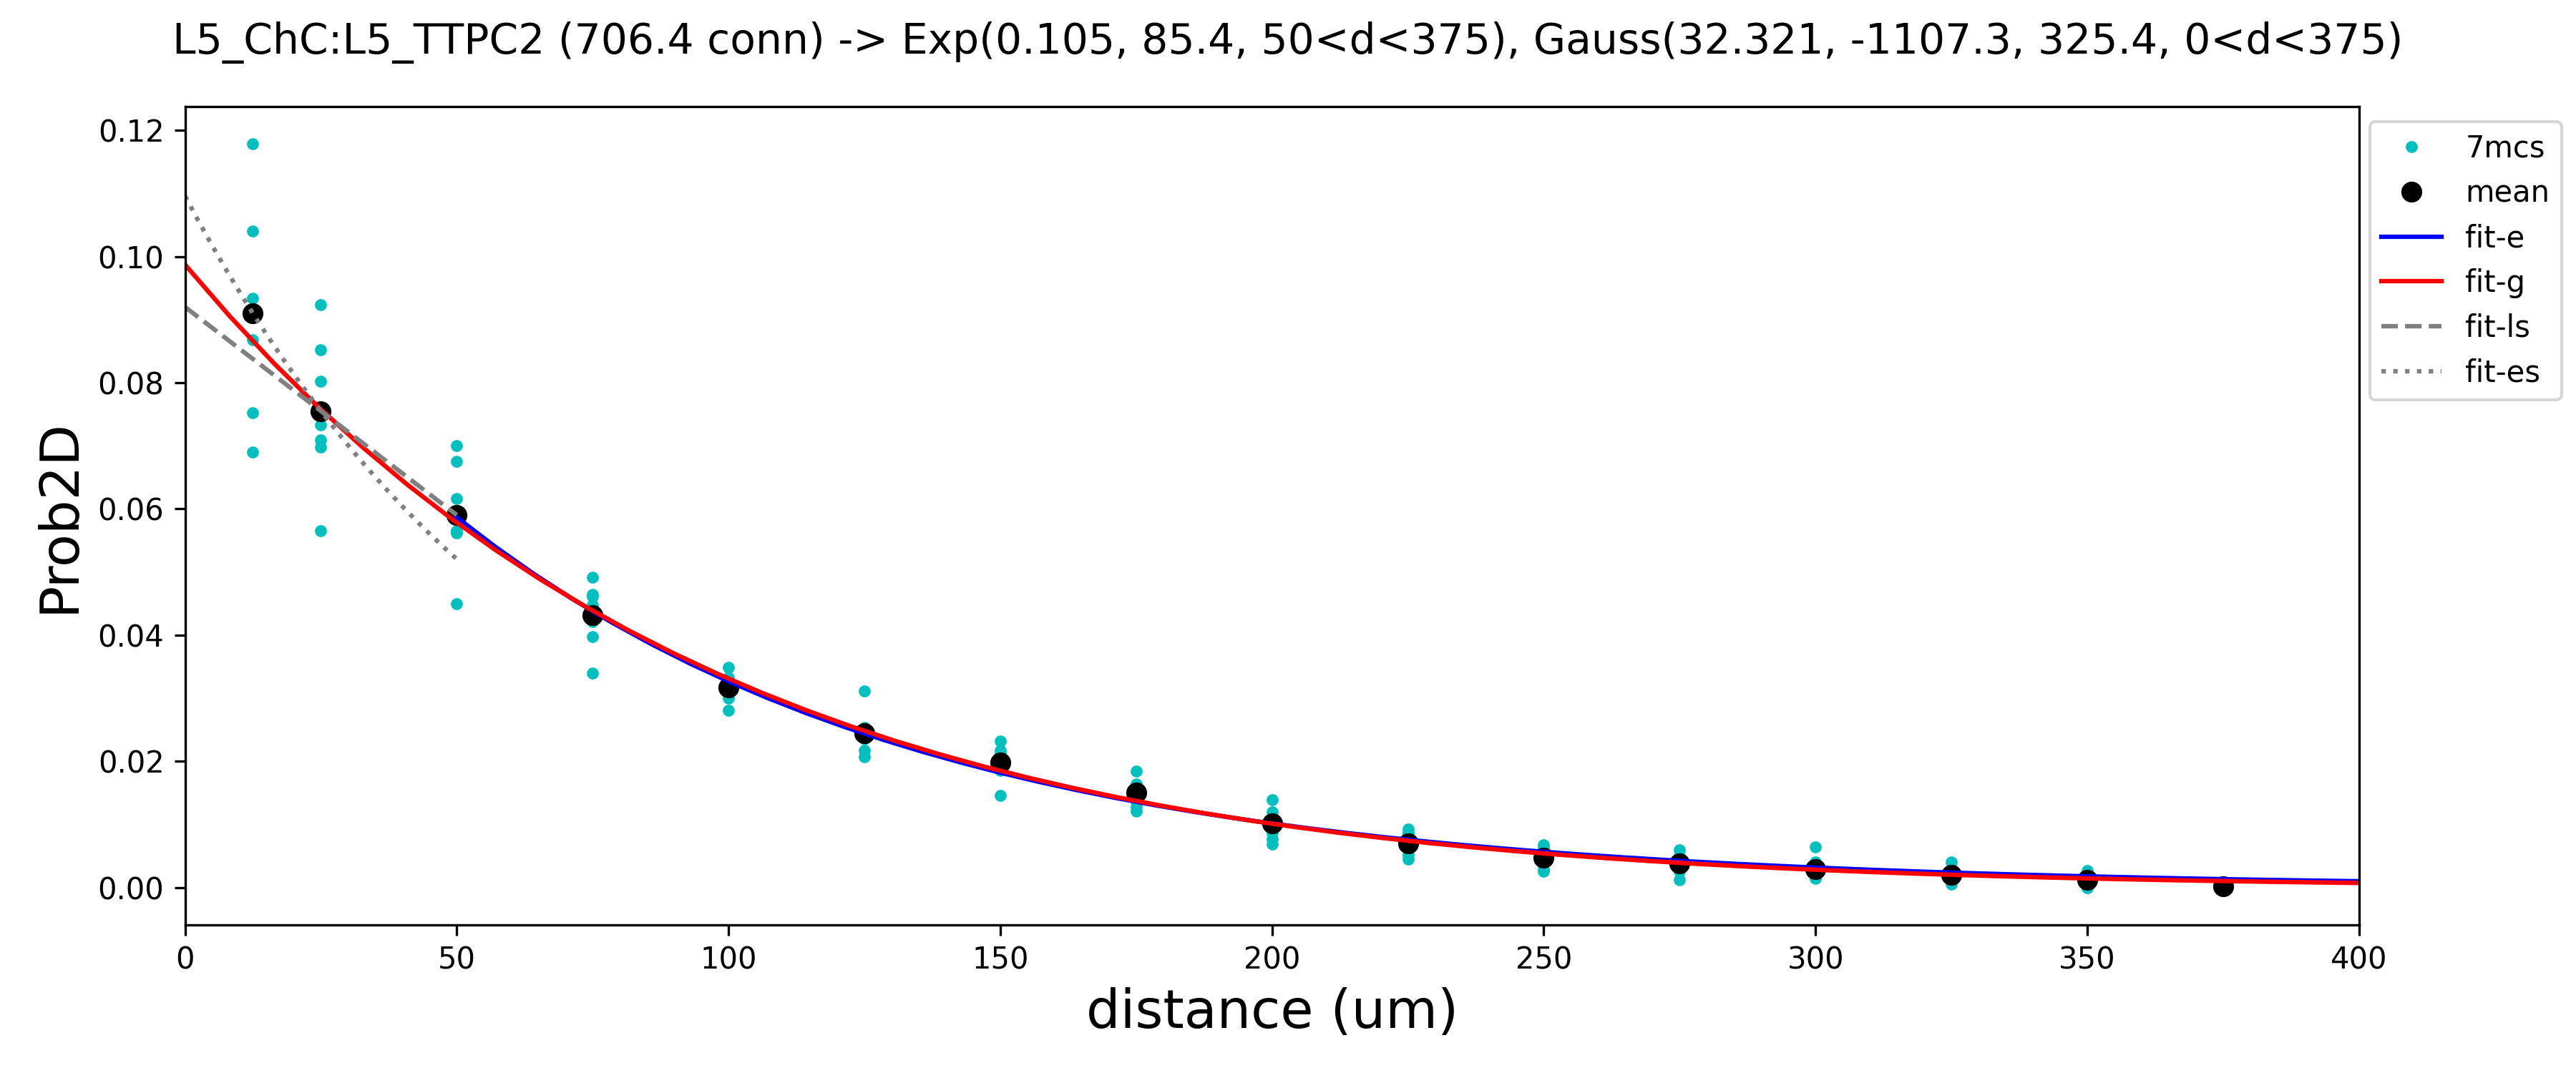 L5_ChC:L5_TTPC2 (706.4 conn) -> Exp(0.105, 85.4, 50<d<375), Gauss(32.321, -1107.3, 325.4, 0<d<375)
0.12
0.10
0.08
0.06
0.04
0.02
0.00
Prob2D
0 50 100 150 200 250 300 350 400
distance (um)
7mcs
mean
fit-e
fit-g
fit-ls
fit-es